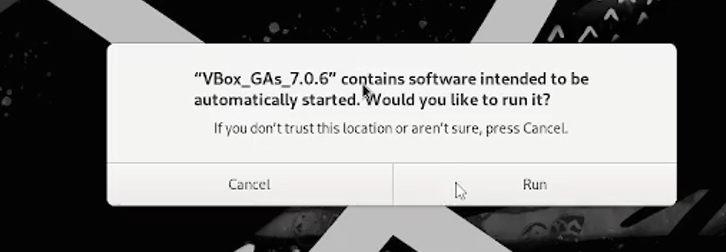 “VBox_GAs_7.0.6” contains software intended to be
automatically started. Would you like to run it?
If you don’t trust this location or aren’t sure, press Cancel.
Cancel
Run